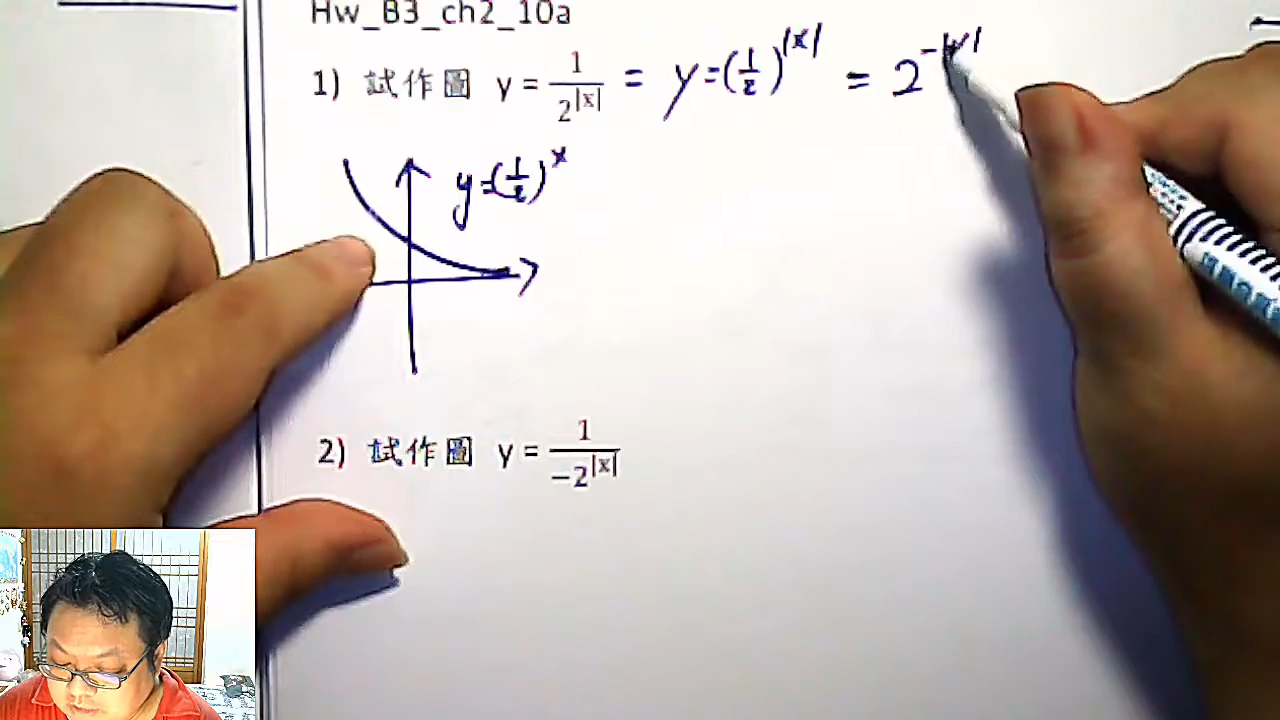 Hw_B3_ch2_10a
1) 試作圖 y = 1/2^|x| = y=(1/2)^|x| = 2^-|x|
y=(1/2)^x
2) 試作圖 y = 1/-2^|x|